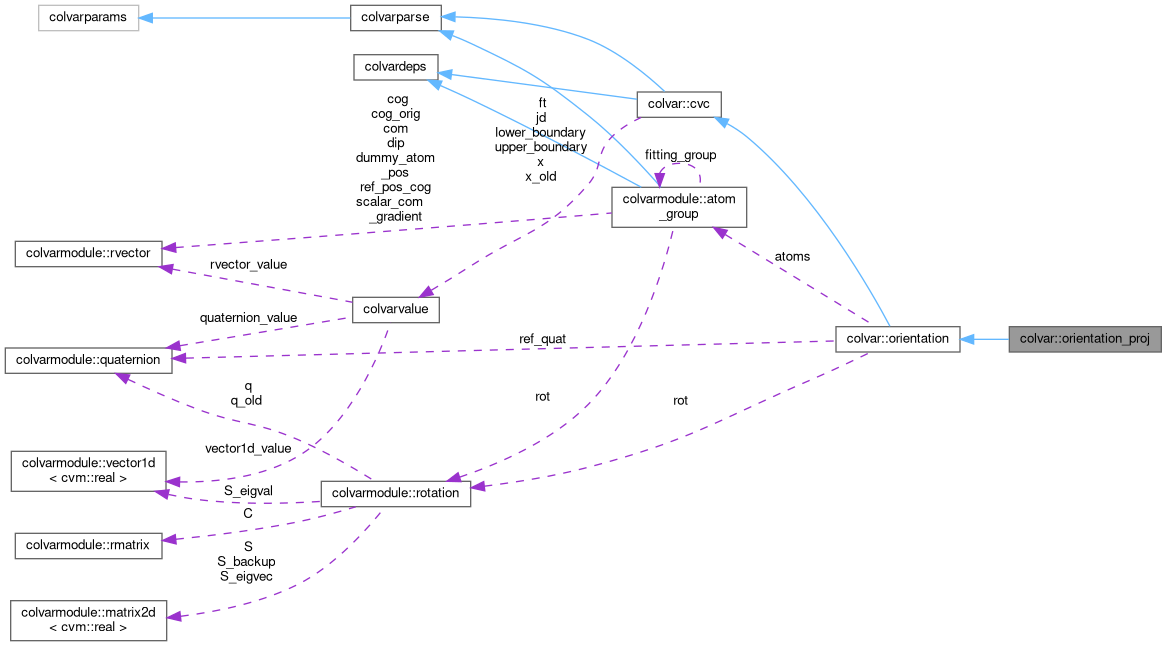 colvarparams
colvarparse
colvardeps
colvar::cvc
cog
cog_orig
com
dip
dummy_atom
_pos
ref_pos_cog
scalar_com
_gradient
ft
jd
lower_boundary
upper_boundary
x
x_old
fitting_group
colvarmodule::atom
_group
colvarmodule::rvector
rvector_value
atoms
colvarvalue
quaternion_value
colvarmodule::quaternion
ref_quat
colvar::orientation
colvar::orientation_proj
q
q_old
rot
rot
vector1d_value
colvarmodule::vector1d
< cvm::real >
S_eigval
colvarmodule::rotation
C
colvarmodule::rmatrix
S
S_backup
S_eigvec
colvarmodule::matrix2d
< cvm::real >